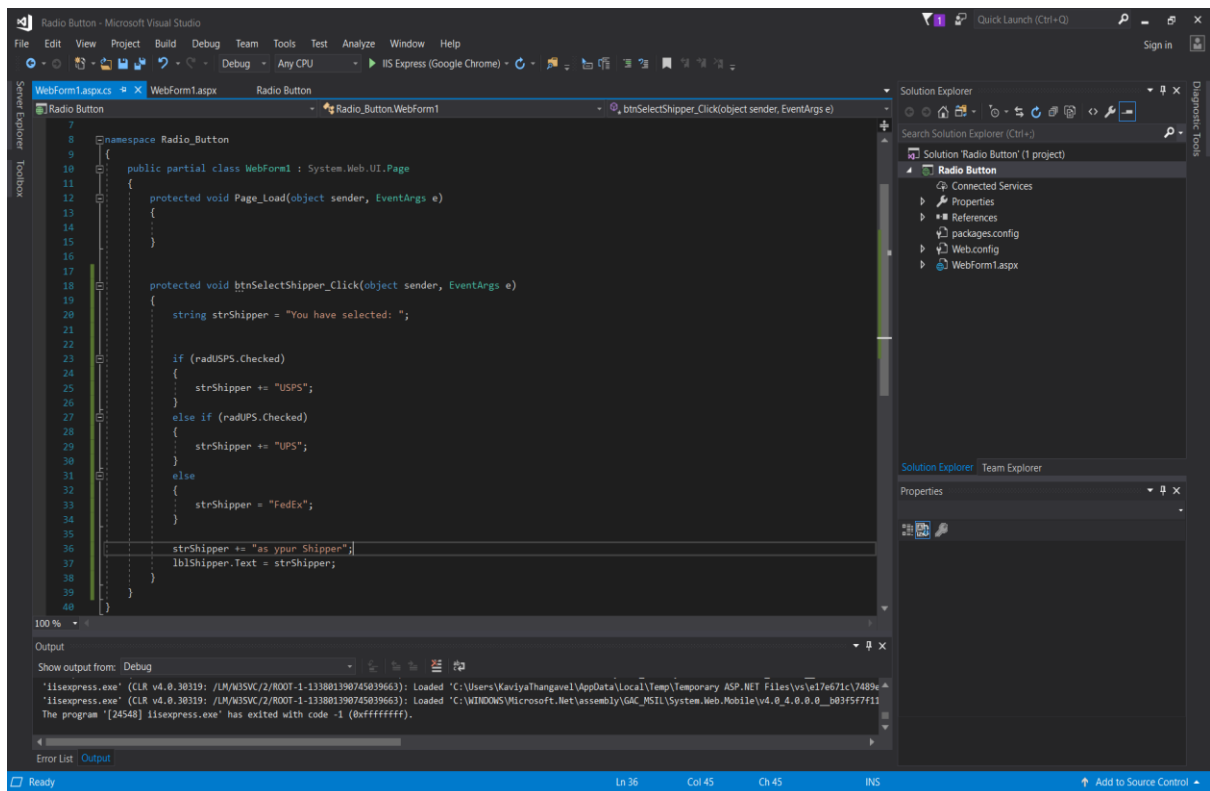 Radio Button - Microsoft Visual Studio
1
Quick Launch (Ctrl+Q)
File Edit View Project Build Debug Team Tools Test Analyze Window Help
Sign in
Debug Any CPU IIS Express (Google Chrome)
Server Explorer
Toolbox
WebForm1.aspx.cs WebForm1.aspx Radio Button
Radio Button Radio_Button.WebForm1 btnSelectShipper_Click(object sender, EventArgs e)
7
8 namespace Radio_Button
9 {
10 public partial class WebForm1 : System.Web.UI.Page
11 {
12 protected void Page_Load(object sender, EventArgs e)
13 {
14
15 }
16
17
18 protected void btnSelectShipper_Click(object sender, EventArgs e)
19 {
20 string strShipper = "You have selected: ";
21
22
23 if (radUSPS.Checked)
24 {
25 strShipper += "USPS";
26 }
27 else if (radUPS.Checked)
28 {
29 strShipper += "UPS";
30 }
31 else
32 {
33 strShipper = "FedEx";
34 }
35
36 strShipper += "as ypur Shipper";
37 lblShipper.Text = strShipper;
38 }
39 }
40 }
100 %
Output
Show output from: Debug
'iisexpress.exe' (CLR v4.0.30319: /LM/W3SVC/2/ROOT-1-133801390745039663): Loaded 'C:\Users\KaviyaThangavel\AppData\Local\Temp\Temporary ASP.NET Files\vs\e17e671c\7489e
'iisexpress.exe' (CLR v4.0.30319: /LM/W3SVC/2/ROOT-1-133801390745039663): Loaded 'C:\WINDOWS\Microsoft.Net\assembly\GAC_MSIL\System.Web.Mobile\v4.0_4.0.0.0__b03f5f7f11
The program '[24548] iisexpress.exe' has exited with code -1 (0xffffffff).
Error List Output
Solution Explorer
Search Solution Explorer (Ctrl+;)
Solution 'Radio Button' (1 project)
Radio Button
Connected Services
Properties
References
packages.config
Web.config
WebForm1.aspx
Solution Explorer Team Explorer
Properties
Diagnostic Tools
Ready Ln 36 Col 45 Ch 45 INS Add to Source Control